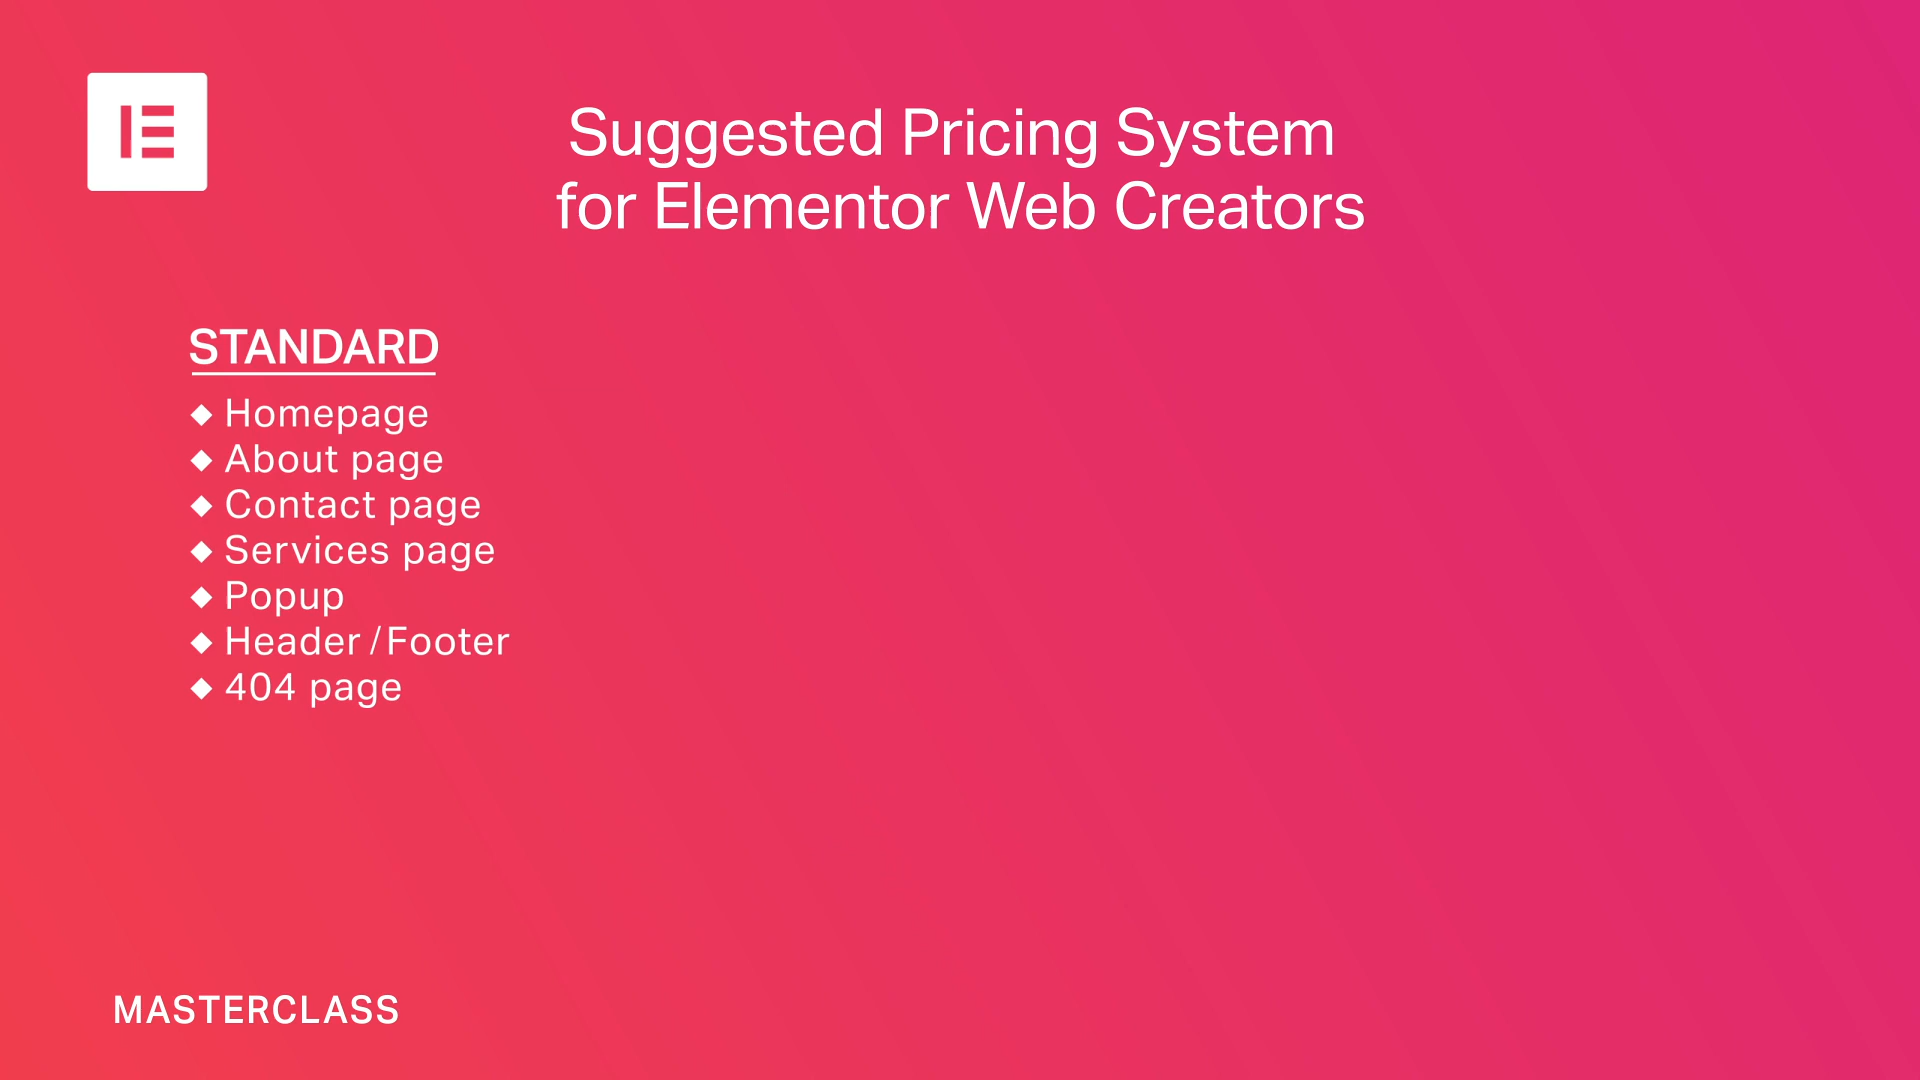 Suggested Pricing System
for Elementor Web Creators
STANDARD
◆ Homepage
◆ About page
◆ Contact page
◆ Services page
◆ Popup
◆ Header / Footer
◆ 404 page
MASTERCLASS